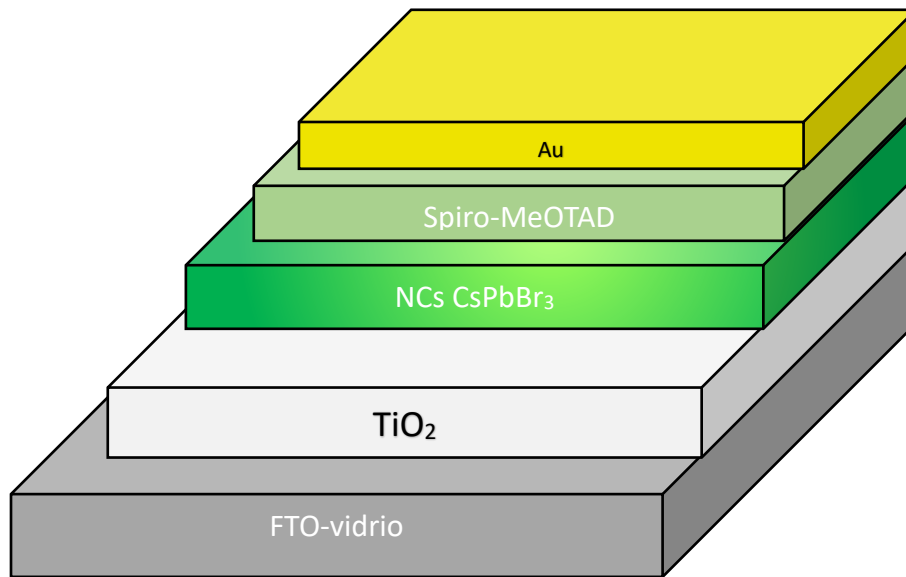 Au
Spiro-MeOTAD
NCs CsPbBr₃
TiO₂
FTO-vidrio